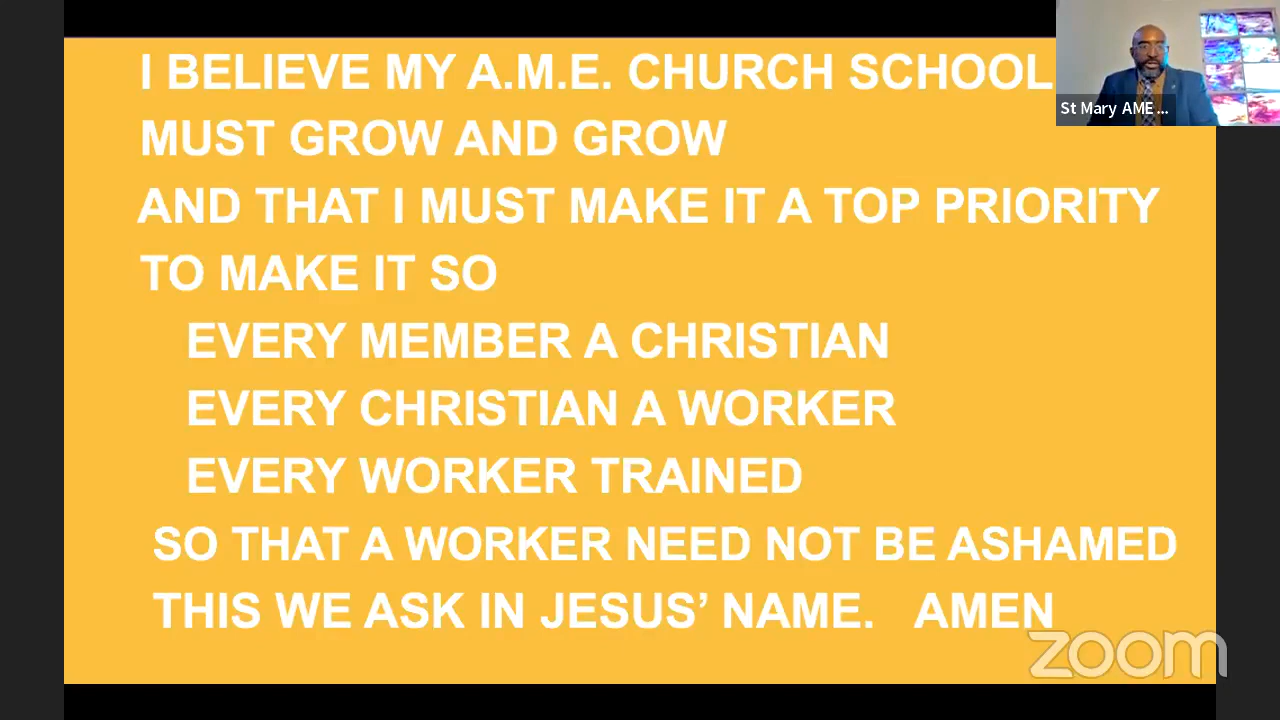 I BELIEVE MY A.M.E. CHURCH SCHOOL
MUST GROW AND GROW
AND THAT I MUST MAKE IT A TOP PRIORITY
TO MAKE IT SO
EVERY MEMBER A CHRISTIAN
EVERY CHRISTIAN A WORKER
EVERY WORKER TRAINED
SO THAT A WORKER NEED NOT BE ASHAMED
THIS WE ASK IN JESUS’ NAME. AMEN
St Mary AME ...
zoom